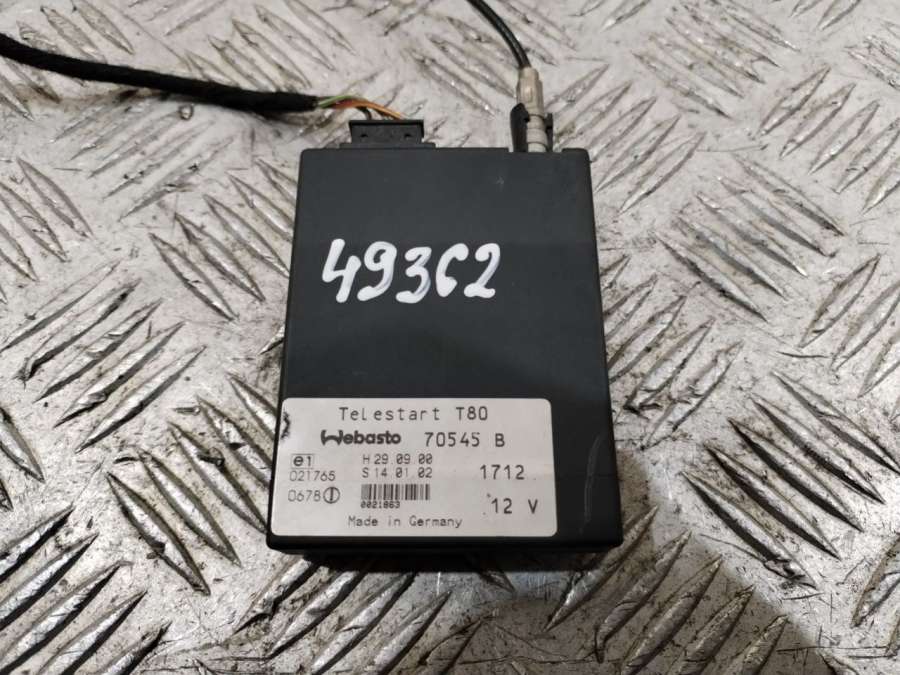 49362
Telestart T80
Webasto 70545 B
e1 H 29 09 00
021765 S 14 01 02 1712
0678
0021863 12 V
Made in Germany